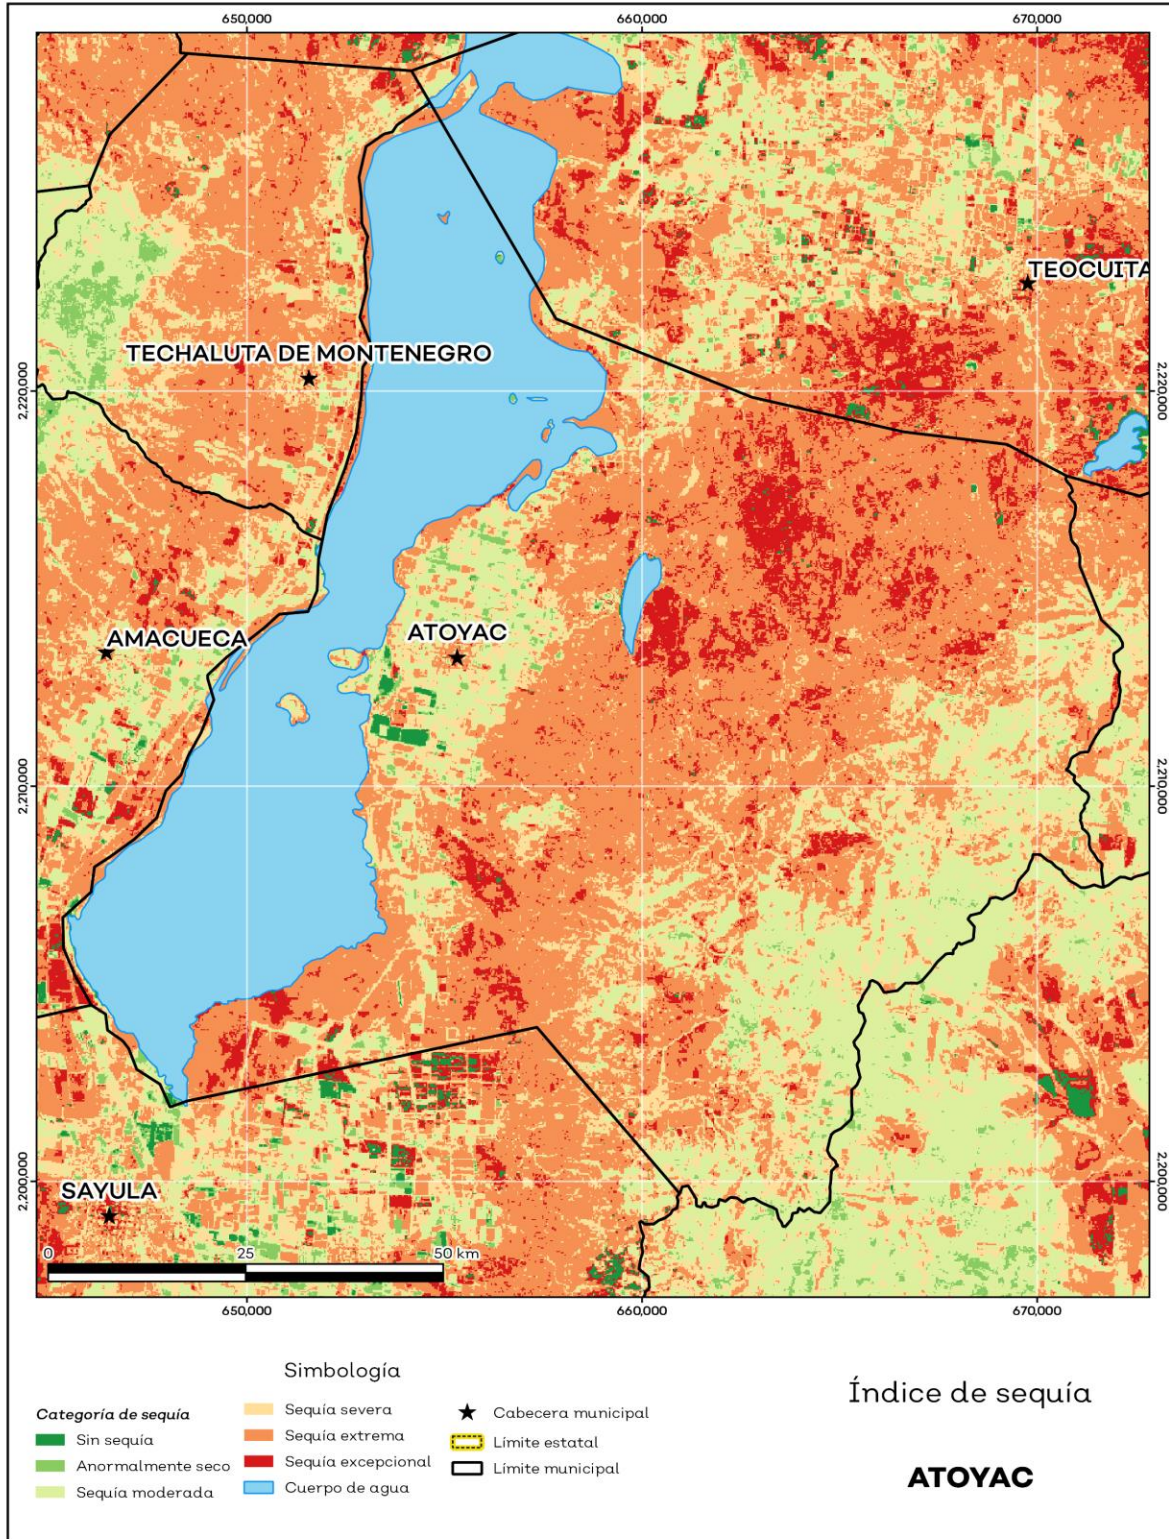 650,000
660,000
670,000
TEOCUITA
TECHALUTA DE MONTENEGRO
2,220,000
2,220,000
AMACUECA
ATOYAC
2,210,000
2,210,000
2,200,000
2,200,000
SAYULA
0
25
50 km
650,000
660,000
670,000
Simbología
Índice de sequía
ATOYAC
Categoría de sequía
Sin sequía
Anormalmente seco
Sequía moderada
Sequía severa
Sequía extrema
Sequía excepcional
Cuerpo de agua
Cabecera municipal
Límite estatal
Límite municipal